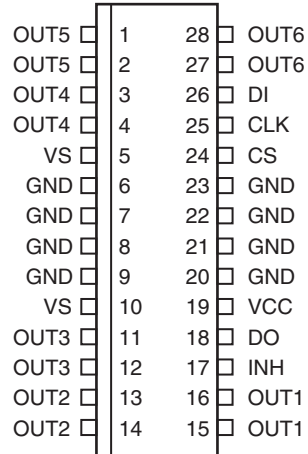 OUT5 1 28 OUT6
OUT5 2 27 OUT6
OUT4 3 26 DI
OUT4 4 25 CLK
VS 5 24 CS
GND 6 23 GND
GND 7 22 GND
GND 8 21 GND
GND 9 20 GND
VS 10 19 VCC
OUT3 11 18 DO
OUT3 12 17 INH
OUT2 13 16 OUT1
OUT2 14 15 OUT1